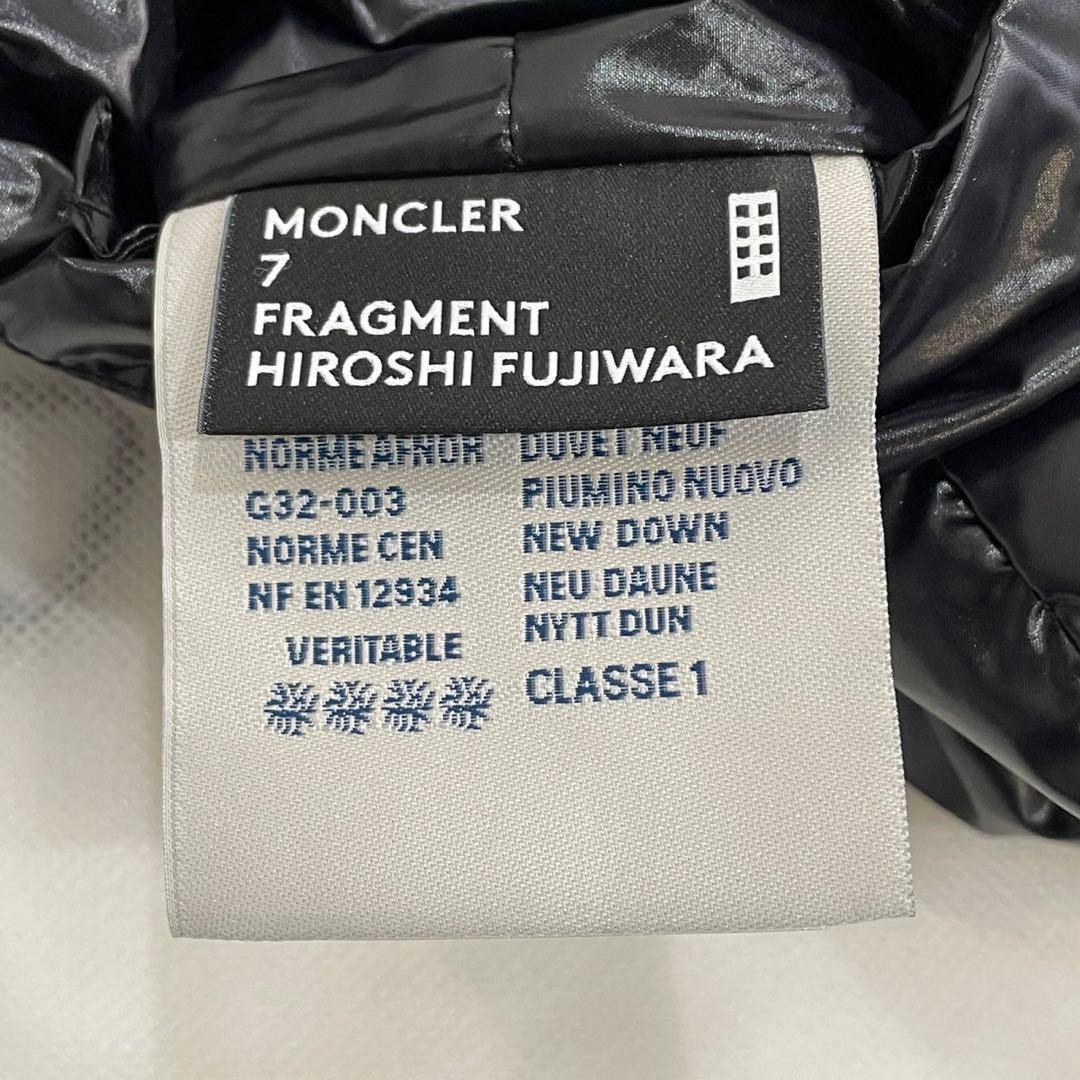 MONCLER
7
FRAGMENT
HIROSHI FUJIWARA
NORME AFNOR
G32-003
NORME CEN
NF EN 12934
VERITABLE
DUVET NEUF
PIUMINO NUOVO
NEW DOWN
NEU DAUNE
NYTT DUN
CLASSE 1